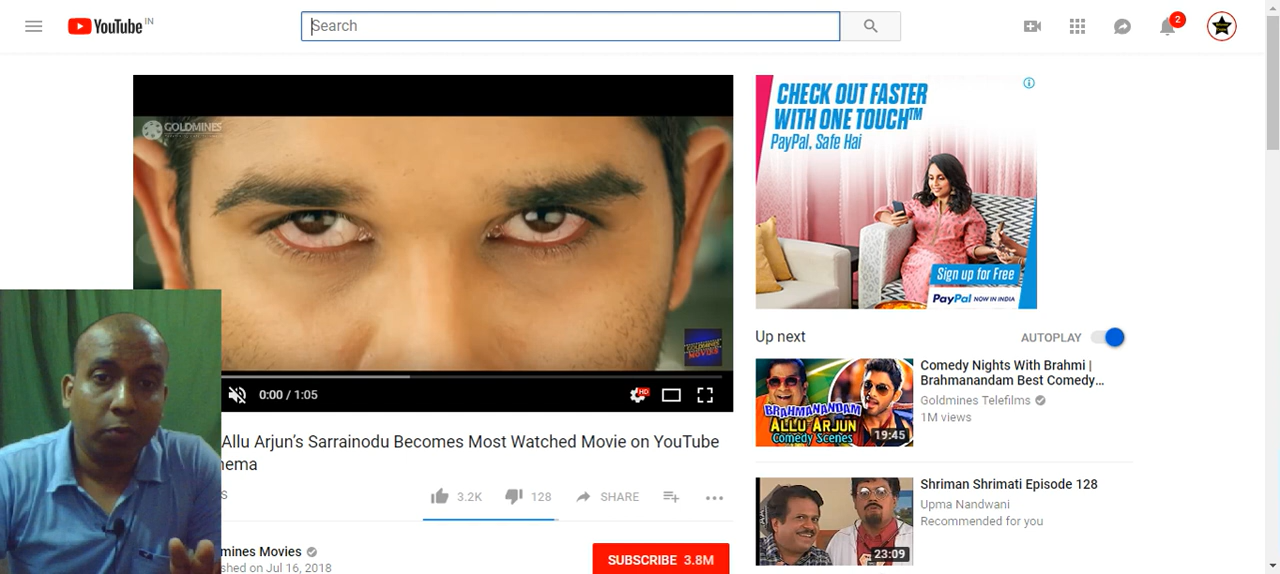 YouTube IN
Search
2
GOLDMINES
CHECK OUT FASTER
WITH ONE TOUCH™
PayPal, Safe Hai
Sign up for Free
PayPal NOW IN INDIA
GOLDMINES
MOVIES
0:00 / 1:05
HD
Allu Arjun’s Sarrainodu Becomes Most Watched Movie on YouTube
nema
s
3.2K
128
SHARE
mines Movies
shed on Jul 16, 2018
SUBSCRIBE 3.8M
Up next
AUTOPLAY
BRAHMANANDAM
ALLU ARJUN
Comedy Scenes
19:45
Comedy Nights With Brahmi |
Brahmanandam Best Comedy…
Goldmines Telefilms
1M views
23:09
Shriman Shrimati Episode 128
Upma Nandwani
Recommended for you